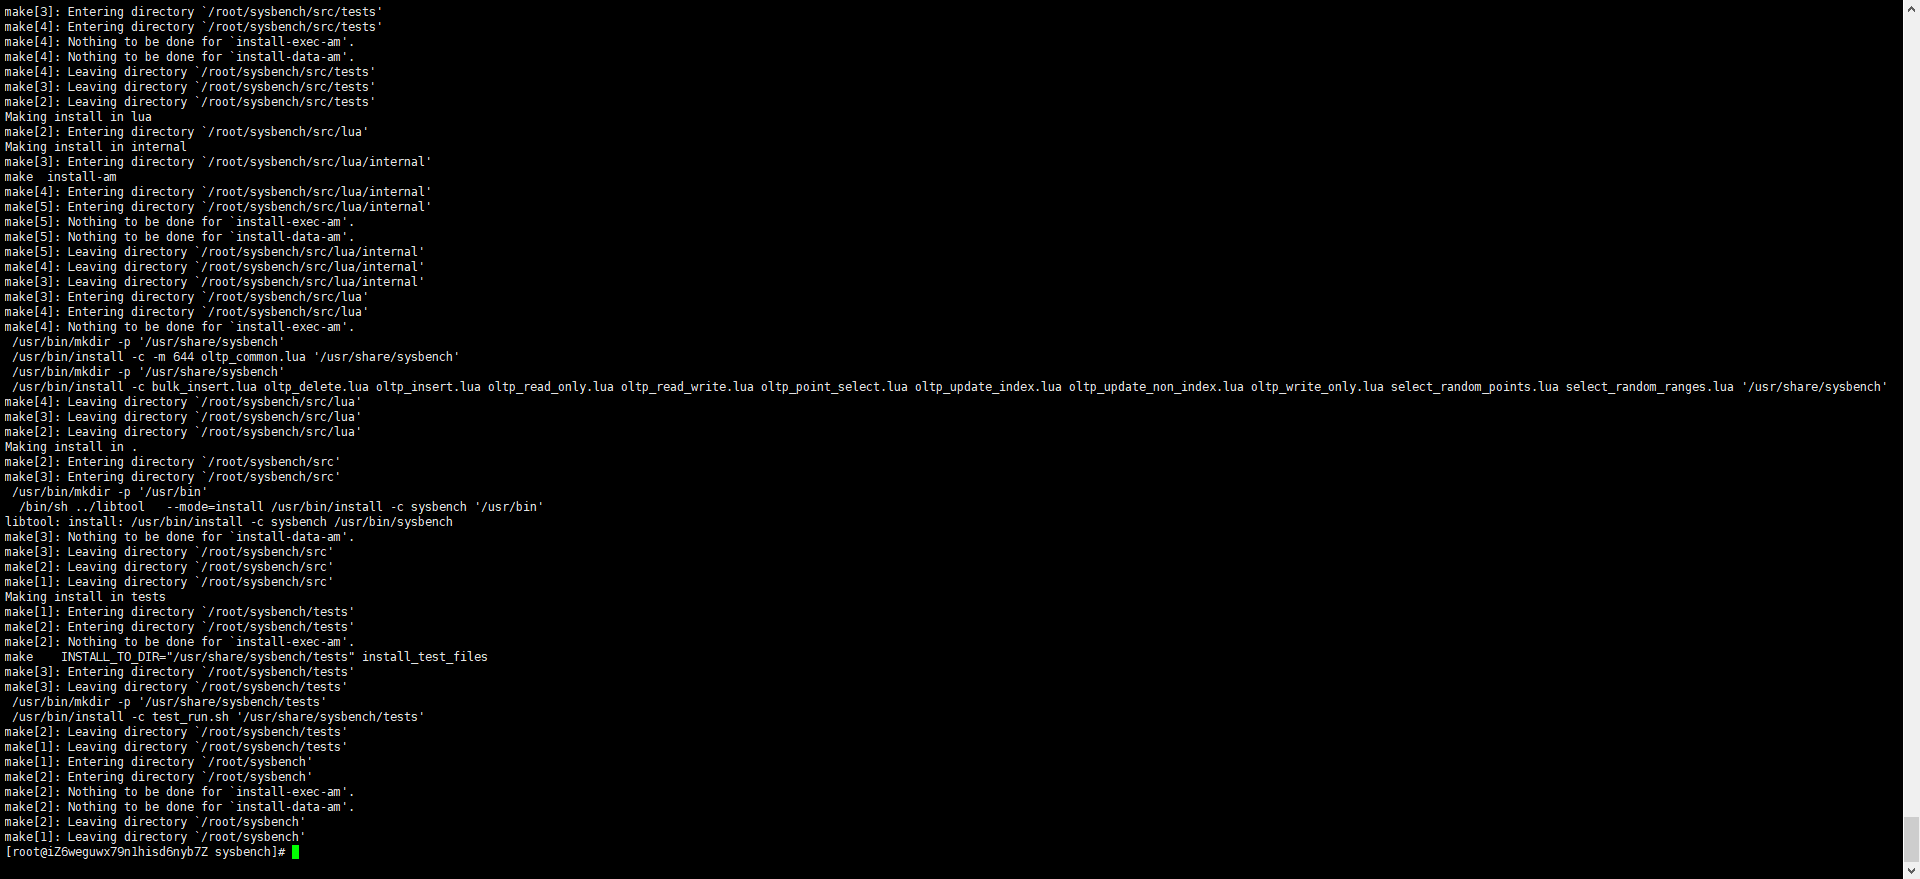 make[3]: Entering directory `/root/sysbench/src/tests'
make[4]: Entering directory `/root/sysbench/src/tests'
make[4]: Nothing to be done for `install-exec-am'.
make[4]: Nothing to be done for `install-data-am'.
make[4]: Leaving directory `/root/sysbench/src/tests'
make[3]: Leaving directory `/root/sysbench/src/tests'
make[2]: Leaving directory `/root/sysbench/src/tests'
Making install in lua
make[2]: Entering directory `/root/sysbench/src/lua'
Making install in internal
make[3]: Entering directory `/root/sysbench/src/lua/internal'
make  install-am
make[4]: Entering directory `/root/sysbench/src/lua/internal'
make[5]: Entering directory `/root/sysbench/src/lua/internal'
make[5]: Nothing to be done for `install-exec-am'.
make[5]: Nothing to be done for `install-data-am'.
make[5]: Leaving directory `/root/sysbench/src/lua/internal'
make[4]: Leaving directory `/root/sysbench/src/lua/internal'
make[3]: Leaving directory `/root/sysbench/src/lua/internal'
make[3]: Entering directory `/root/sysbench/src/lua'
make[4]: Entering directory `/root/sysbench/src/lua'
make[4]: Nothing to be done for `install-exec-am'.
 /usr/bin/mkdir -p '/usr/share/sysbench'
 /usr/bin/install -c -m 644 oltp_common.lua '/usr/share/sysbench'
 /usr/bin/mkdir -p '/usr/share/sysbench'
 /usr/bin/install -c bulk_insert.lua oltp_delete.lua oltp_insert.lua oltp_read_only.lua oltp_read_write.lua oltp_point_select.lua oltp_update_index.lua oltp_update_non_index.lua oltp_write_only.lua select_random_points.lua select_random_ranges.lua '/usr/share/sysbench'
make[4]: Leaving directory `/root/sysbench/src/lua'
make[3]: Leaving directory `/root/sysbench/src/lua'
make[2]: Leaving directory `/root/sysbench/src/lua'
Making install in .
make[2]: Entering directory `/root/sysbench/src'
make[3]: Entering directory `/root/sysbench/src'
 /usr/bin/mkdir -p '/usr/bin'
  /bin/sh ../libtool   --mode=install /usr/bin/install -c sysbench '/usr/bin'
libtool: install: /usr/bin/install -c sysbench /usr/bin/sysbench
make[3]: Nothing to be done for `install-data-am'.
make[3]: Leaving directory `/root/sysbench/src'
make[2]: Leaving directory `/root/sysbench/src'
make[1]: Leaving directory `/root/sysbench/src'
Making install in tests
make[1]: Entering directory `/root/sysbench/tests'
make[2]: Entering directory `/root/sysbench/tests'
make[2]: Nothing to be done for `install-exec-am'.
make    INSTALL_TO_DIR="/usr/share/sysbench/tests" install_test_files
make[3]: Entering directory `/root/sysbench/tests'
make[3]: Leaving directory `/root/sysbench/tests'
 /usr/bin/mkdir -p '/usr/share/sysbench/tests'
 /usr/bin/install -c test_run.sh '/usr/share/sysbench/tests'
make[2]: Leaving directory `/root/sysbench/tests'
make[1]: Leaving directory `/root/sysbench/tests'
make[1]: Entering directory `/root/sysbench'
make[2]: Entering directory `/root/sysbench'
make[2]: Nothing to be done for `install-exec-am'.
make[2]: Nothing to be done for `install-data-am'.
make[2]: Leaving directory `/root/sysbench'
make[1]: Leaving directory `/root/sysbench'
[root@iZ6weguwx79n1hisd6nyb7Z sysbench]#